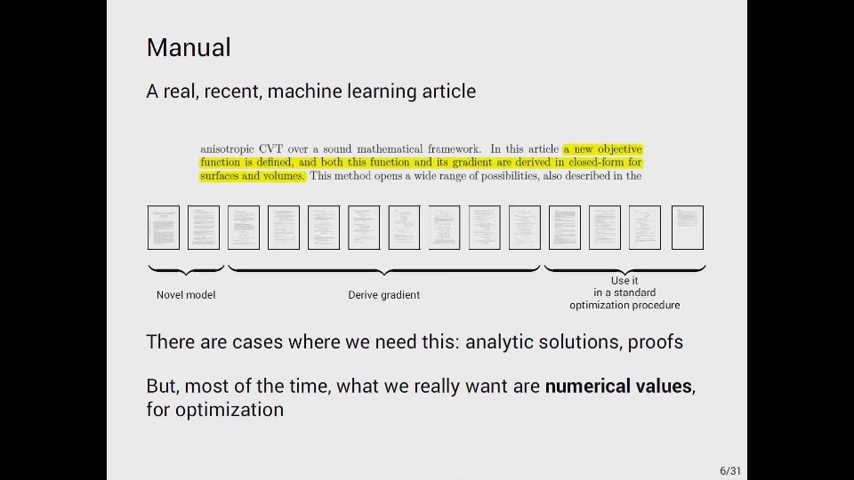 Manual
A real, recent, machine learning article
anisotropic CVT over a sound mathematical framework. In this article a new objective
function is defined, and both this function and its gradient are derived in closed-form for
surfaces and volumes. This method opens a wide range of possibilities, also described in the
Novel model
Derive gradient
Use it
in a standard
optimization procedure
There are cases where we need this: analytic solutions, proofs
But, most of the time, what we really want are numerical values,
for optimization
6/31